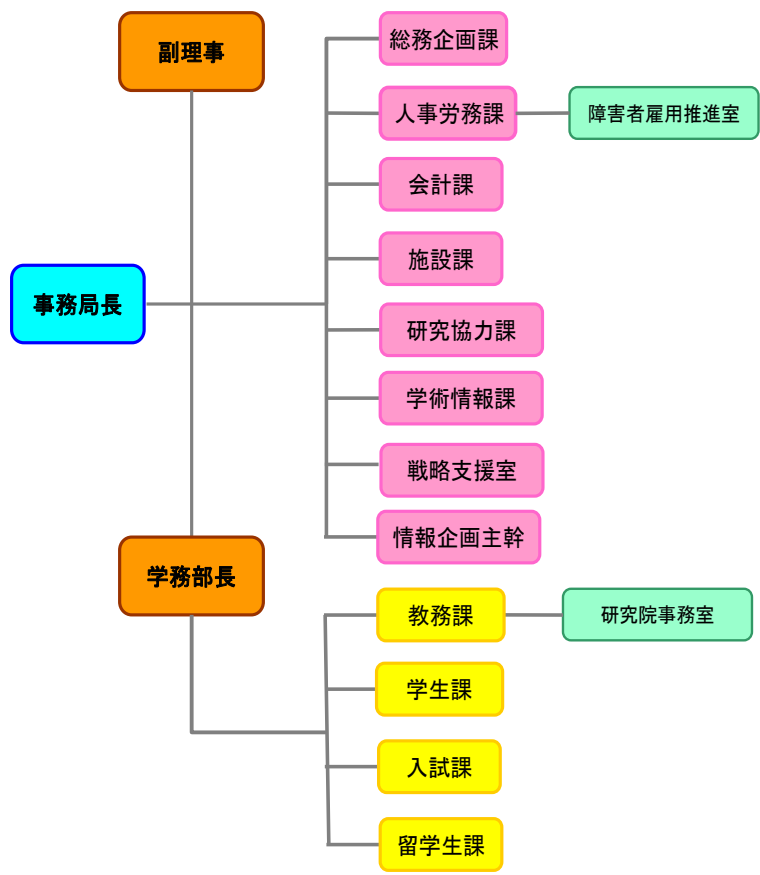 副理事
総務企画課
人事労務課
障害者雇用推進室
会計課
施設課
事務局長
研究協力課
学術情報課
戦略支援室
情報企画主幹
学務部長
教務課
研究院事務室
学生課
入試課
留学生課